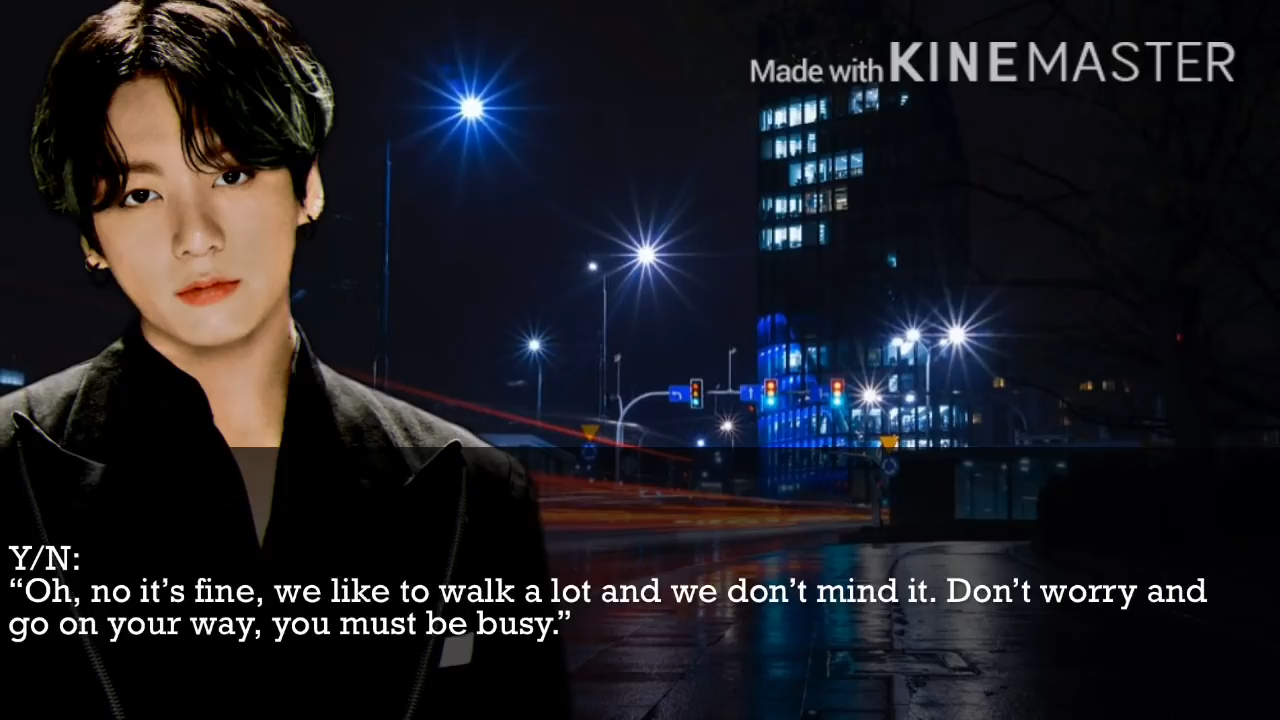 Made with KINEMASTER
Y/N:
“Oh, no it’s fine, we like to walk a lot and we don’t mind it. Don’t worry and
go on your way, you must be busy.”